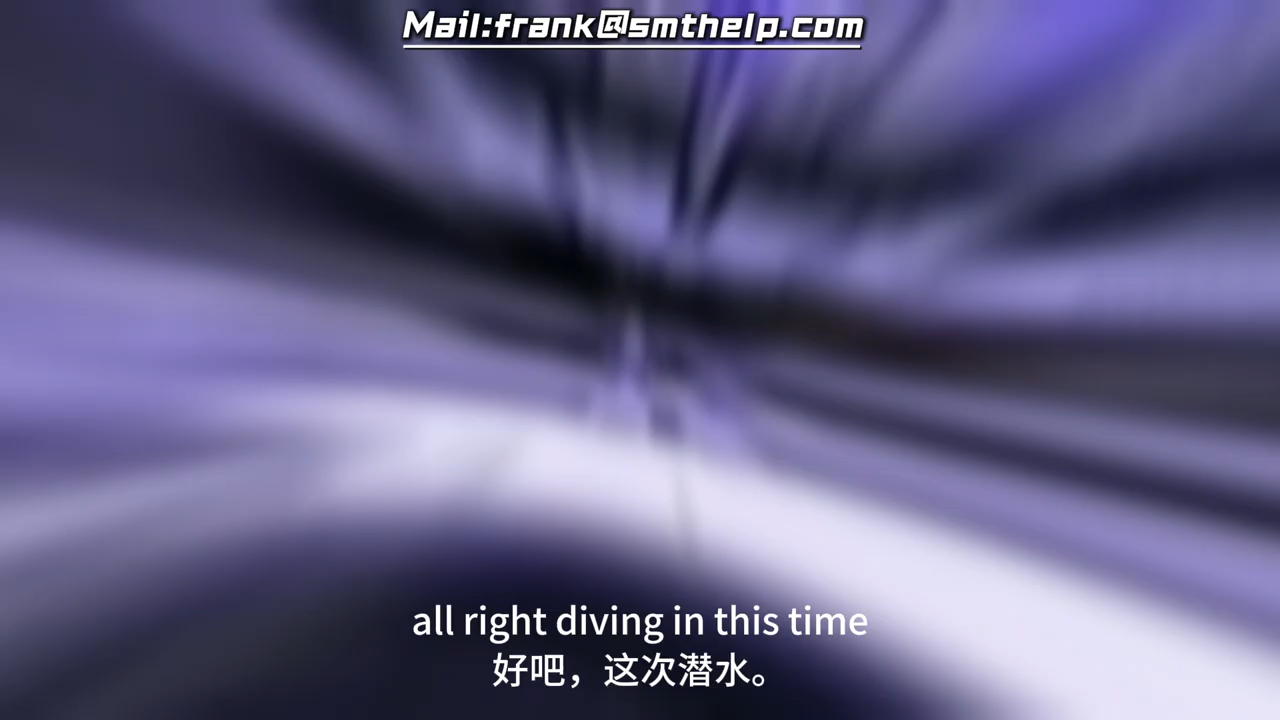 Mail:frank@smthelp.com
all right diving in this time
好吧，这次潜水。